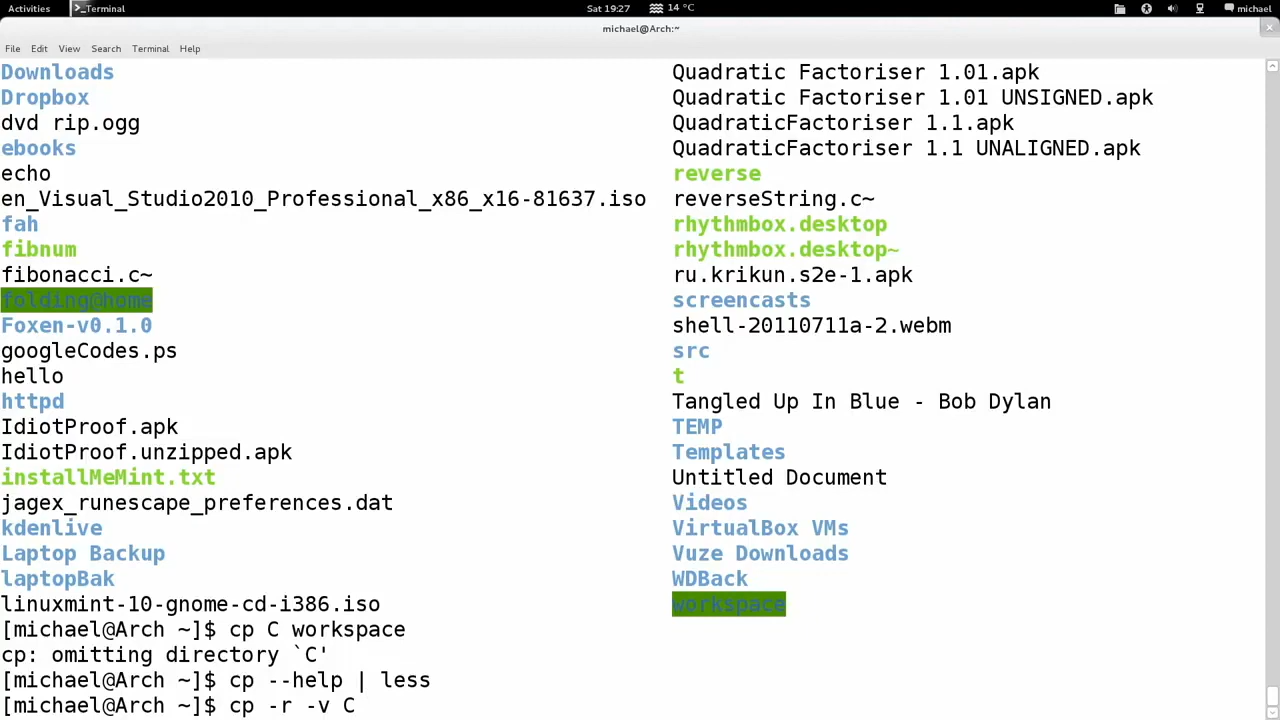 Activities Terminal Sat 19:27 14 °C michael
michael@Arch:~
File Edit View Search Terminal Help
Downloads
Dropbox
dvd rip.ogg
ebooks
echo
en_Visual_Studio2010_Professional_x86_x16-81637.iso
fah
fibnum
fibonacci.c~
folding@home
Foxen-v0.1.0
googleCodes.ps
hello
httpd
IdiotProof.apk
IdiotProof.unzipped.apk
installMeMint.txt
jagex_runescape_preferences.dat
kdenlive
Laptop Backup
laptopBak
linuxmint-10-gnome-cd-i386.iso
Quadratic Factoriser 1.01.apk
Quadratic Factoriser 1.01 UNSIGNED.apk
QuadraticFactoriser 1.1.apk
QuadraticFactoriser 1.1 UNALIGNED.apk
reverse
reverseString.c~
rhythmbox.desktop
rhythmbox.desktop~
ru.krikun.s2e-1.apk
screencasts
shell-20110711a-2.webm
src
t
Tangled Up In Blue - Bob Dylan
TEMP
Templates
Untitled Document
Videos
VirtualBox VMs
Vuze Downloads
WDBack
workspace
[michael@Arch ~]$ cp C workspace
cp: omitting directory `C'
[michael@Arch ~]$ cp --help | less
[michael@Arch ~]$ cp -r -v C